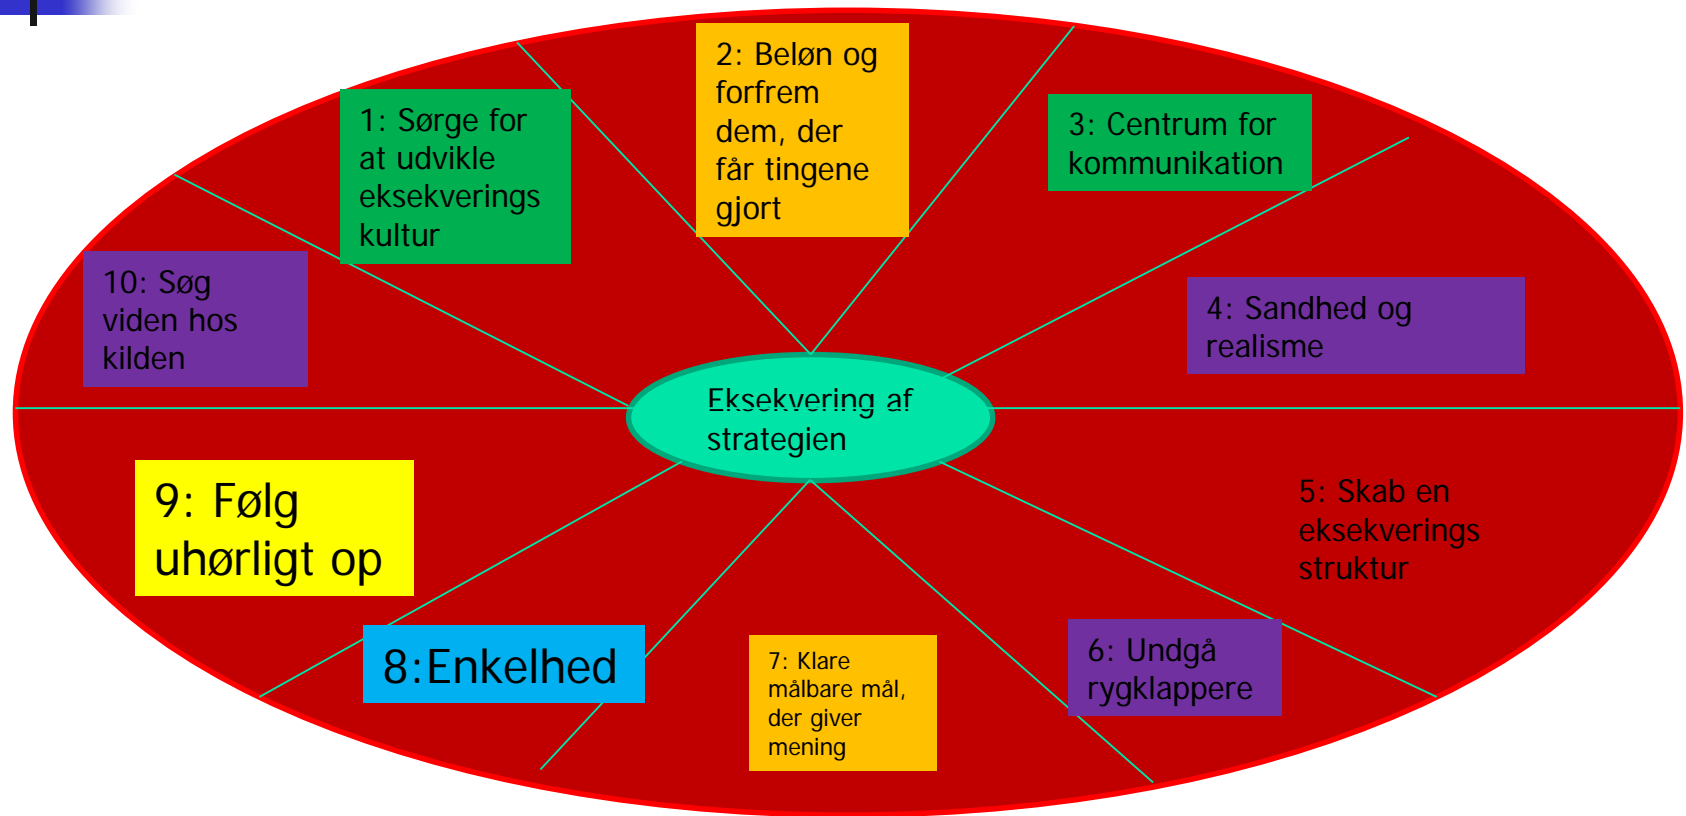 1: Sørge for
at udvikle
eksekverings
kultur
2: Beløn og
forfrem
dem, der
får tingene
gjort
3: Centrum for
kommunikation
4: Sandhed og
realisme
5: Skab en
eksekverings
struktur
6: Undgå
rygklappere
7: Klare
målbare mål,
der giver
mening
8:Enkelhed
9: Følg
uhørligt op
10: Søg
viden hos
kilden
Eksekvering af
strategien